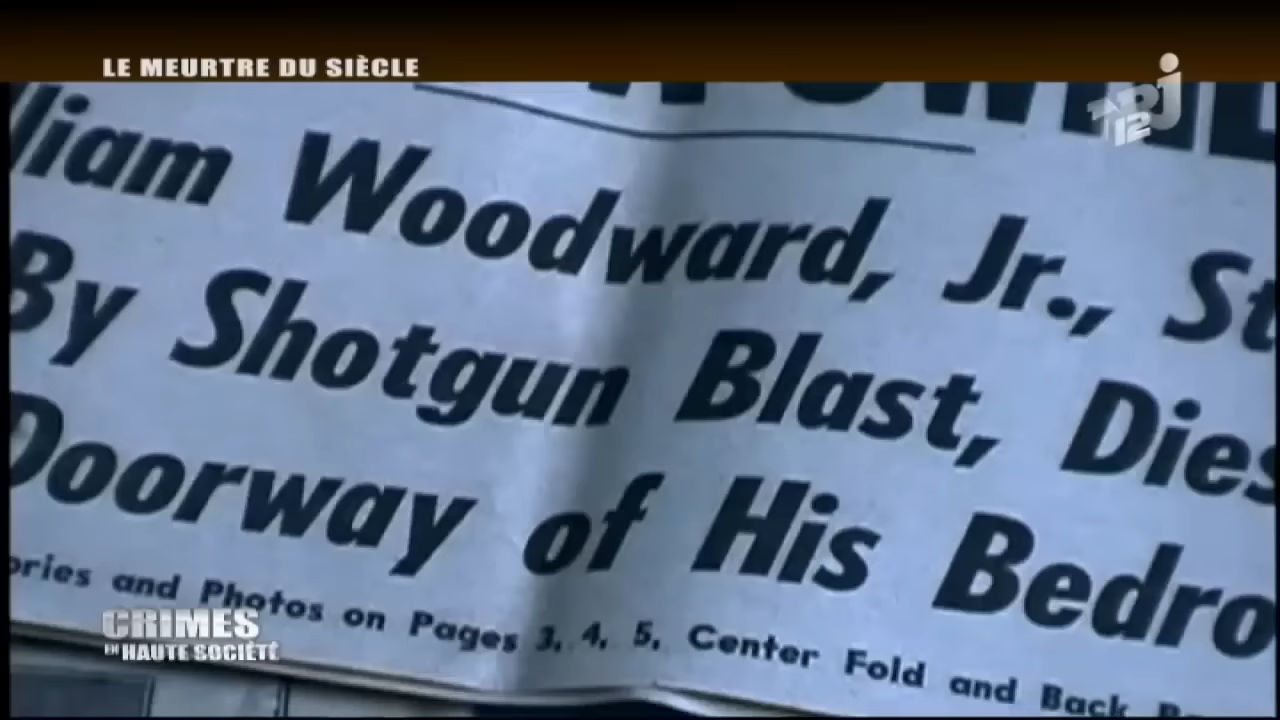 LE MEURTRE DU SIÈCLE
NRJ
12
liam Woodward, Jr., St
By Shotgun Blast, Dies
Doorway of His Bedro
ories and Photos on Pages 3, 4, 5, Center Fold and Back
CRIMES
EN HAUTE SOCIÉTÉ